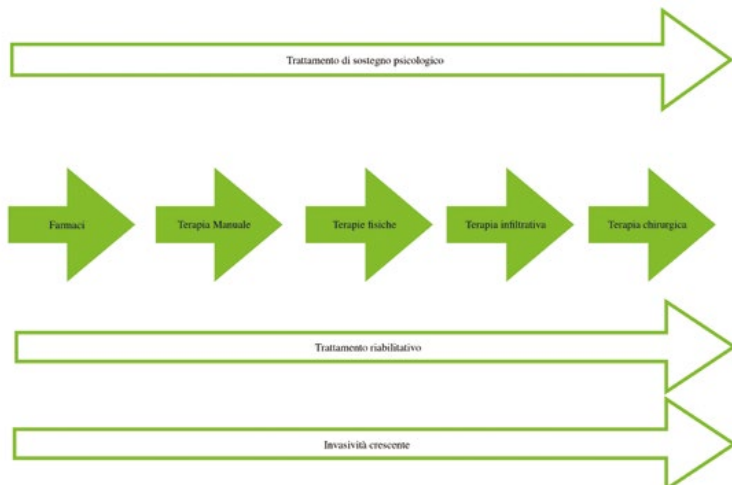 Trattamento di sostegno psicologico
Farmaci
Terapia Manuale
Terapie fisiche
Terapia infiltrativa
Terapia chirurgica
Trattamento riabilitativo
Invasività crescente